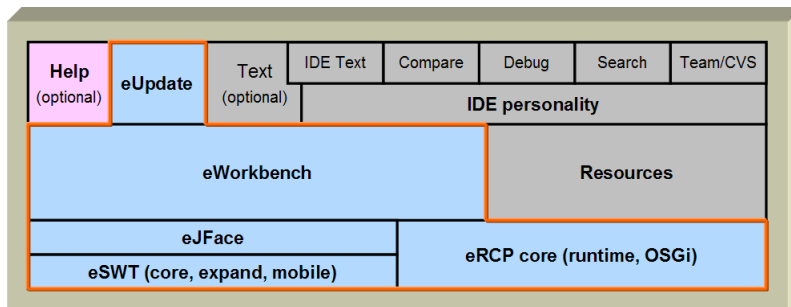 Help
(optional)
eUpdate
Text
(optional)
IDE Text
Compare
Debug
Search
Team/CVS
IDE personality
eWorkbench
Resources
eJFace
eSWT (core, expand, mobile)
eRCP core (runtime, OSGi)